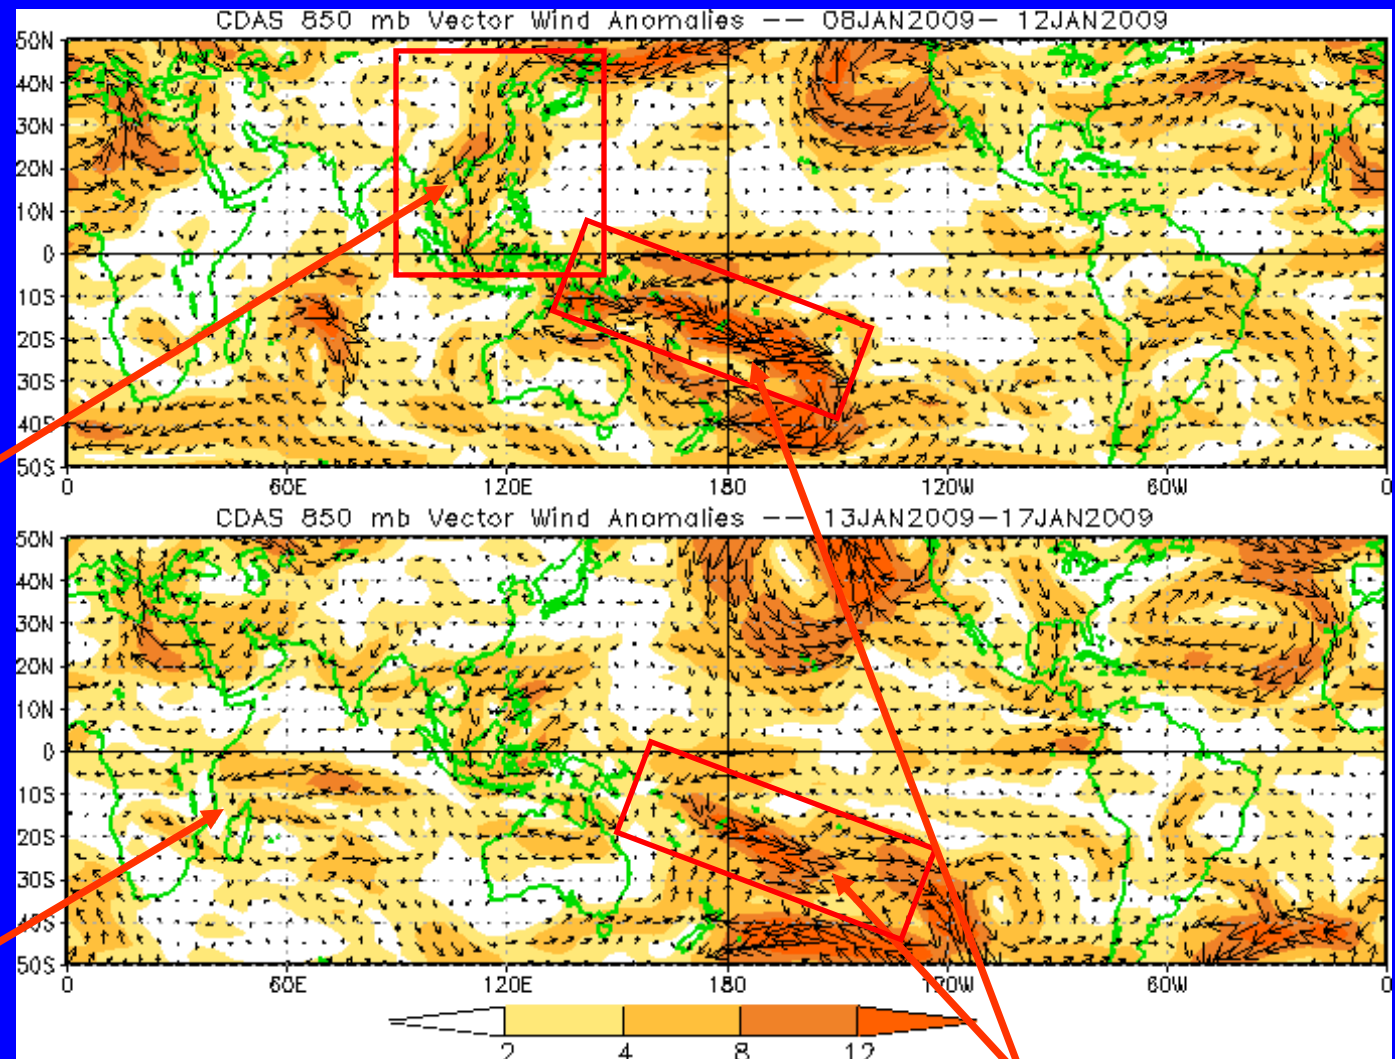 CDAS 850 mb Vector Wind Anomalies -- 08JAN2009- 12JAN2009
50N
40N
30N
20N
10N
0
10S
20S
30S
40S
50S
0 60E 120E 180 120W 60W 0
CDAS 850 mb Vector Wind Anomalies -- 13JAN2009-17JAN2009
50N
40N
30N
20N
10N
0
10S
20S
30S
40S
50S
0 60E 120E 180 120W 60W 0
2 4 8 12